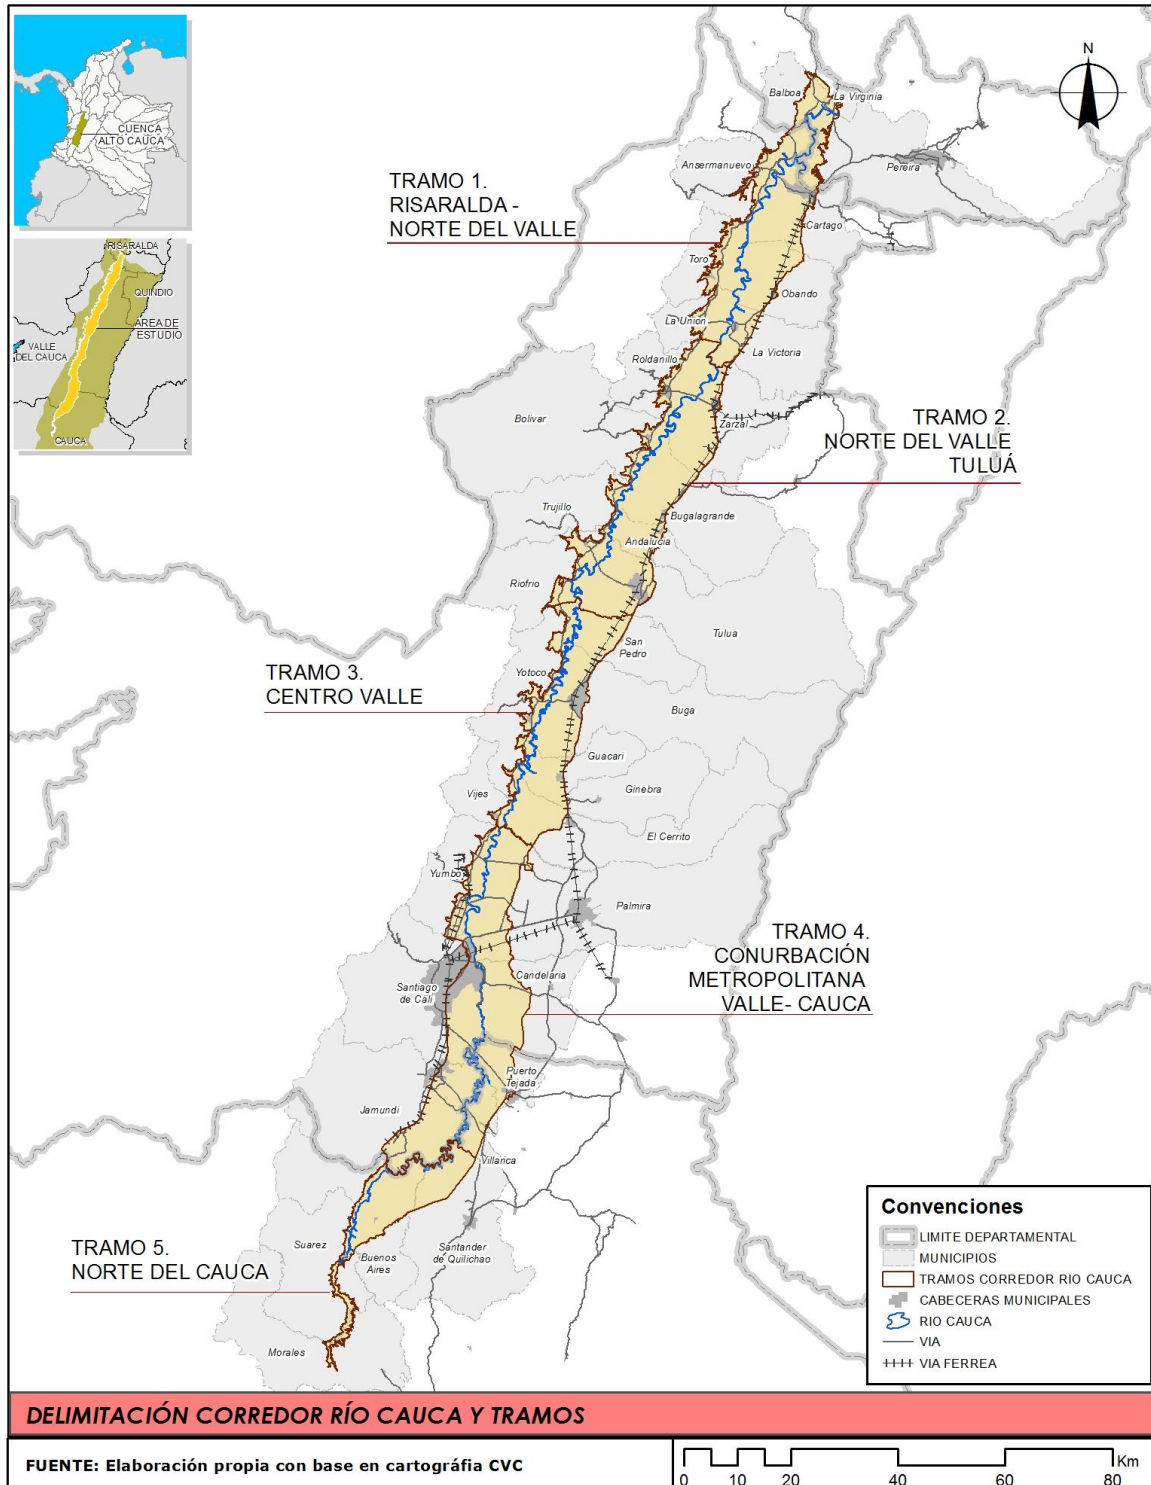 CUENCA
ALTO CAUCA
RISARALDA
QUINDIO
AREA DE
ESTUDIO
VALLE
DEL CAUCA
CAUCA
N
Balboa
La Virginia
Ansermanuevo
Pereira
TRAMO 1.
RISARALDA -
NORTE DEL VALLE
Cartago
Toro
Obando
La Union
La Victoria
Roldanillo
Bolivar
Zarzal
TRAMO 2.
NORTE DEL VALLE
TULUÁ
Trujillo
Bugalagrande
Andalucia
Riofrio
Tulua
San
Pedro
TRAMO 3.
CENTRO VALLE
Yotoco
Buga
Guacari
Ginebra
Vijes
El Cerrito
Yumbo
Palmira
TRAMO 4.
CONURBACIÓN
METROPOLITANA
VALLE- CAUCA
Candelaria
Santiago
de Cali
Puerto
Tejada
Jamundi
Villarica
TRAMO 5.
NORTE DEL CAUCA
Suarez
Buenos
Aires
Santander
de Quilichao
Morales
Convenciones
LIMITE DEPARTAMENTAL
MUNICIPIOS
TRAMOS CORREDOR RIO CAUCA
CABECERAS MUNICIPALES
RIO CAUCA
VIA
VIA FERREA
DELIMITACIÓN CORREDOR RÍO CAUCA Y TRAMOS
FUENTE: Elaboración propia con base en cartográfia CVC
Km
0 10 20 40 60 80